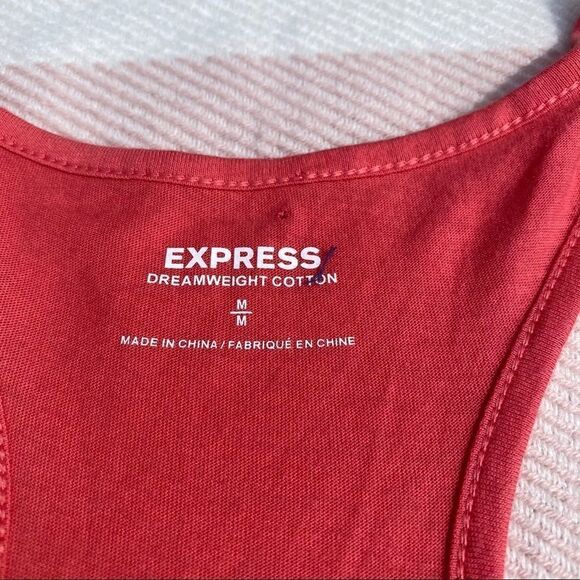 EXPRESS
DREAMWEIGHT COTTON
M
M
MADE IN CHINA / FABRIQUÉ EN CHINE